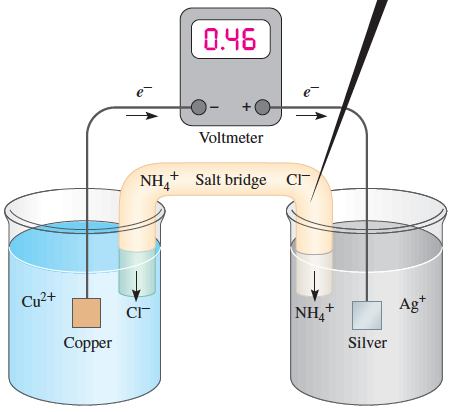 0.46
e⁻ e⁻
− +
Voltmeter
NH₄⁺ Salt bridge Cl⁻
Cu²⁺ Cl⁻ NH₄⁺ Ag⁺
Copper Silver